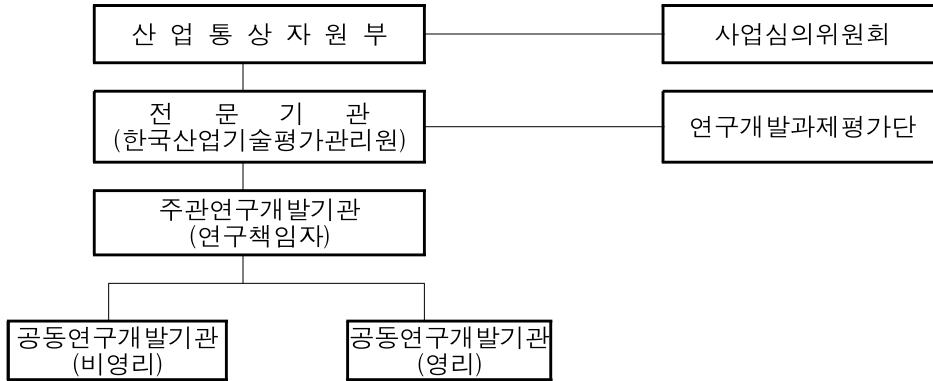 산 업 통 상 자 원 부
사업심의위원회
전 문 기 관
(한국산업기술평가관리원)
연구개발과제평가단
주관연구개발기관
(연구책임자)
공동연구개발기관
(비영리)
공동연구개발기관
(영리)